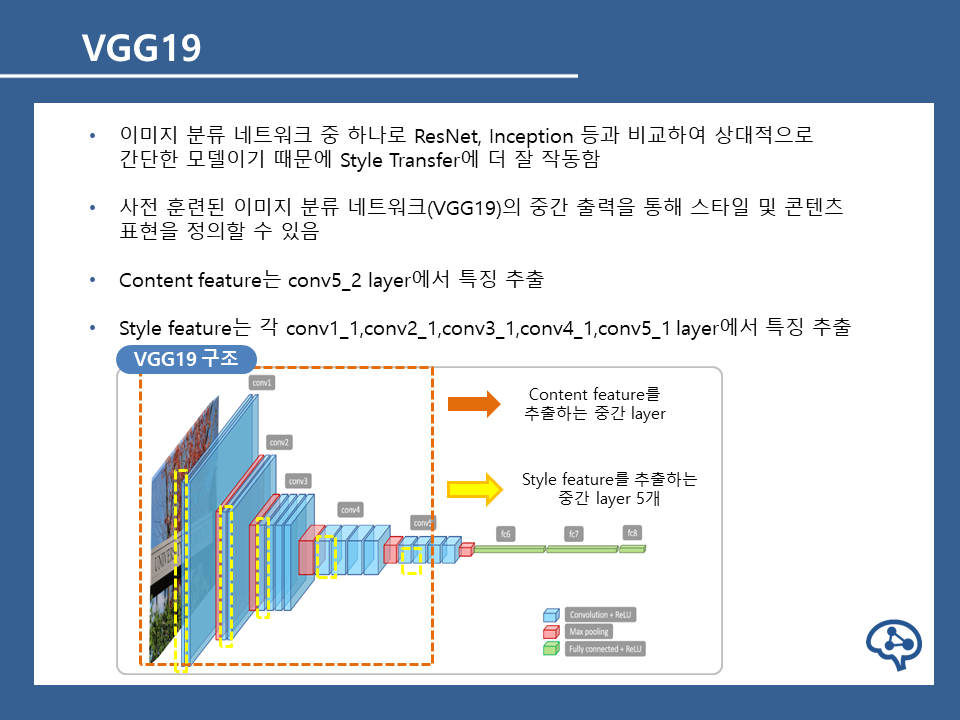 VGG19
• 이미지 분류 네트워크 중 하나로 ResNet, Inception 등과 비교하여 상대적으로
간단한 모델이기 때문에 Style Transfer에 더 잘 작동함
• 사전 훈련된 이미지 분류 네트워크(VGG19)의 중간 출력을 통해 스타일 및 콘텐츠
표현을 정의할 수 있음
• Content feature는 conv5_2 layer에서 특징 추출
• Style feature는 각 conv1_1,conv2_1,conv3_1,conv4_1,conv5_1 layer에서 특징 추출
VGG19 구조
conv1
conv2
conv3
conv4
conv5
fc6
fc7
fc8
Content feature를
추출하는 중간 layer
Style feature를 추출하는
중간 layer 5개
Convolution + ReLU
Max pooling
Fully connected + ReLU